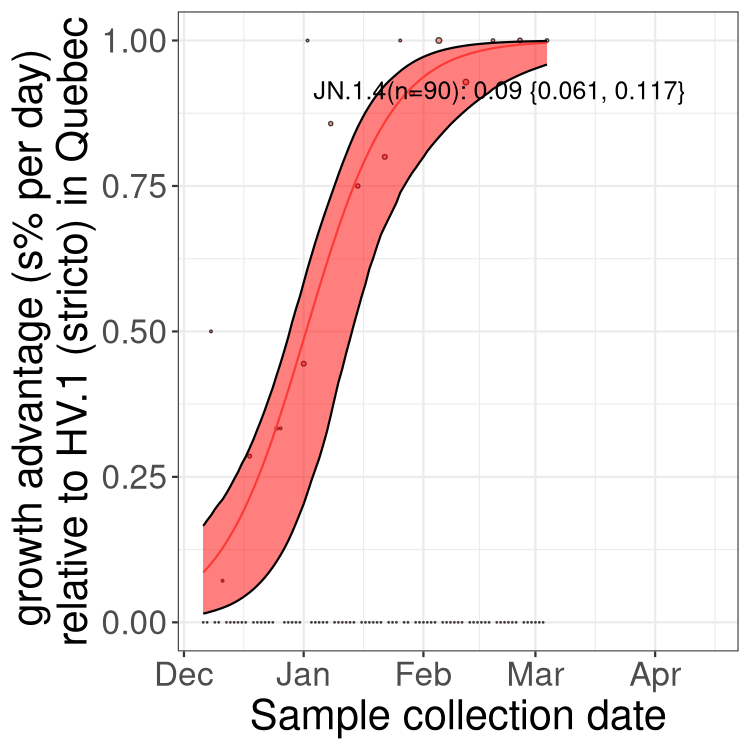 growth advantage (s% per day)
relative to HV.1 (stricto) in Quebec
1.00
0.75
0.50
0.25
0.00
JN.1.4(n=90): 0.09 {0.061, 0.117}
Dec Jan Feb Mar Apr
Sample collection date